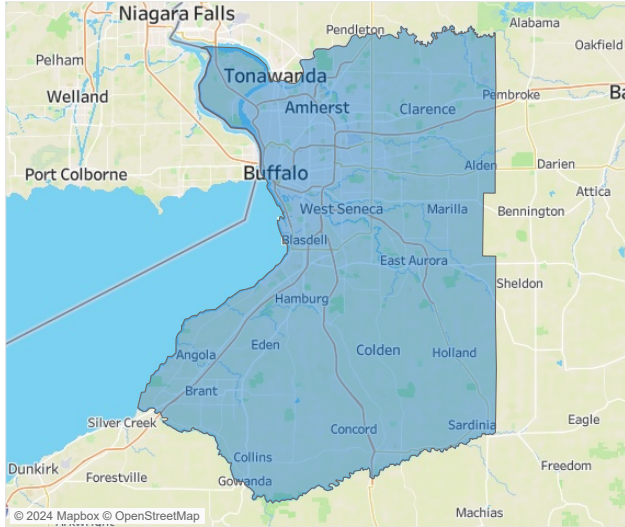 Niagara Falls
Pendleton
Alabama
Oakfield
Pelham
Tonawanda
Welland
Amherst
Clarence
Pembroke
Ba
Port Colborne
Buffalo
Alden
Darien
Attica
West Seneca
Marilla
Bennington
Blasdell
East Aurora
Sheldon
Hamburg
Eden
Colden
Holland
Angola
Brant
Silver Creek
Concord
Sardinia
Eagle
Collins
Dunkirk
Forestville
Gowanda
Freedom
Machias
© 2024 Mapbox © OpenStreetMap